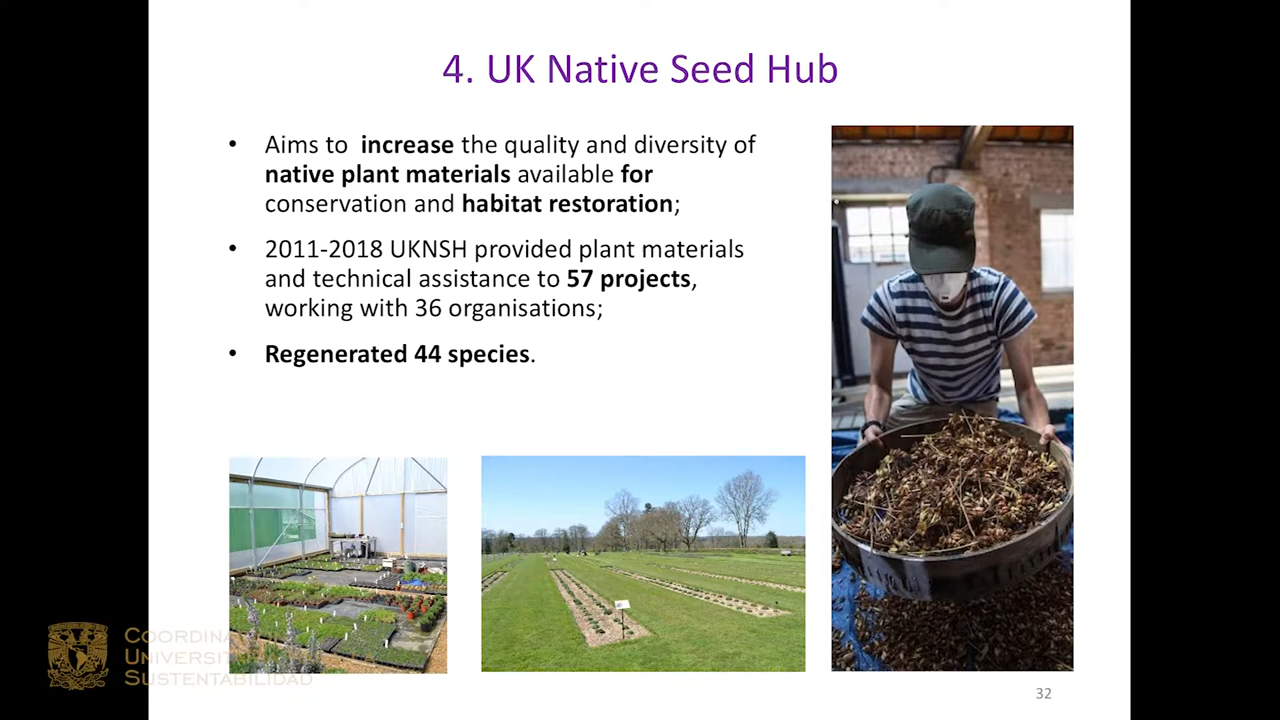 4. UK Native Seed Hub
• Aims to increase the quality and diversity of
native plant materials available for
conservation and habitat restoration;
• 2011-2018 UKNSH provided plant materials
and technical assistance to 57 projects,
working with 36 organisations;
• Regenerated 44 species.
COORDINA
UNIVERSIT
SUSTENTABILIDAD
32